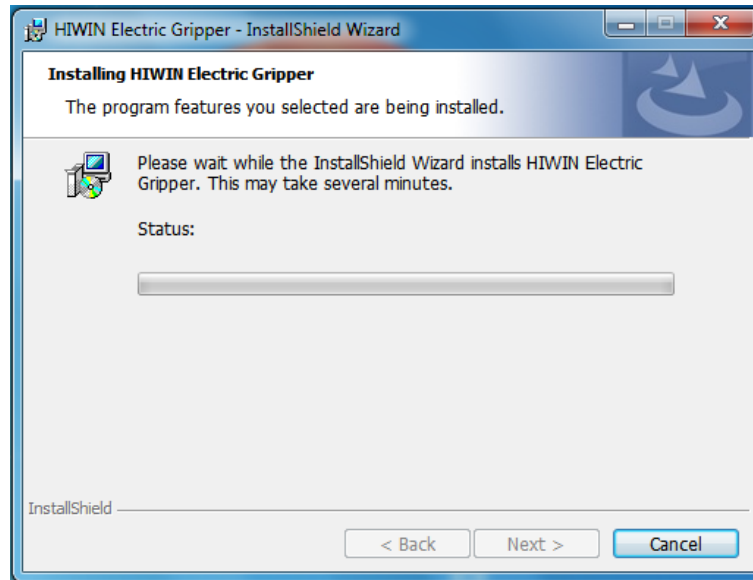 HIWIN Electric Gripper - InstallShield Wizard
Installing HIWIN Electric Gripper
The program features you selected are being installed.
Please wait while the InstallShield Wizard installs HIWIN Electric
Gripper. This may take several minutes.
Status:
InstallShield
< Back Next > Cancel